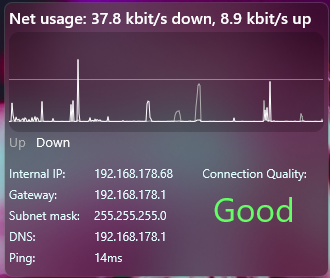 Net usage: 37.8 kbit/s down, 8.9 kbit/s up
Up Down
Internal IP: 192.168.178.68 Connection Quality:
Gateway: 192.168.178.1
Good
Subnet mask: 255.255.255.0
DNS: 192.168.178.1
Ping: 14ms